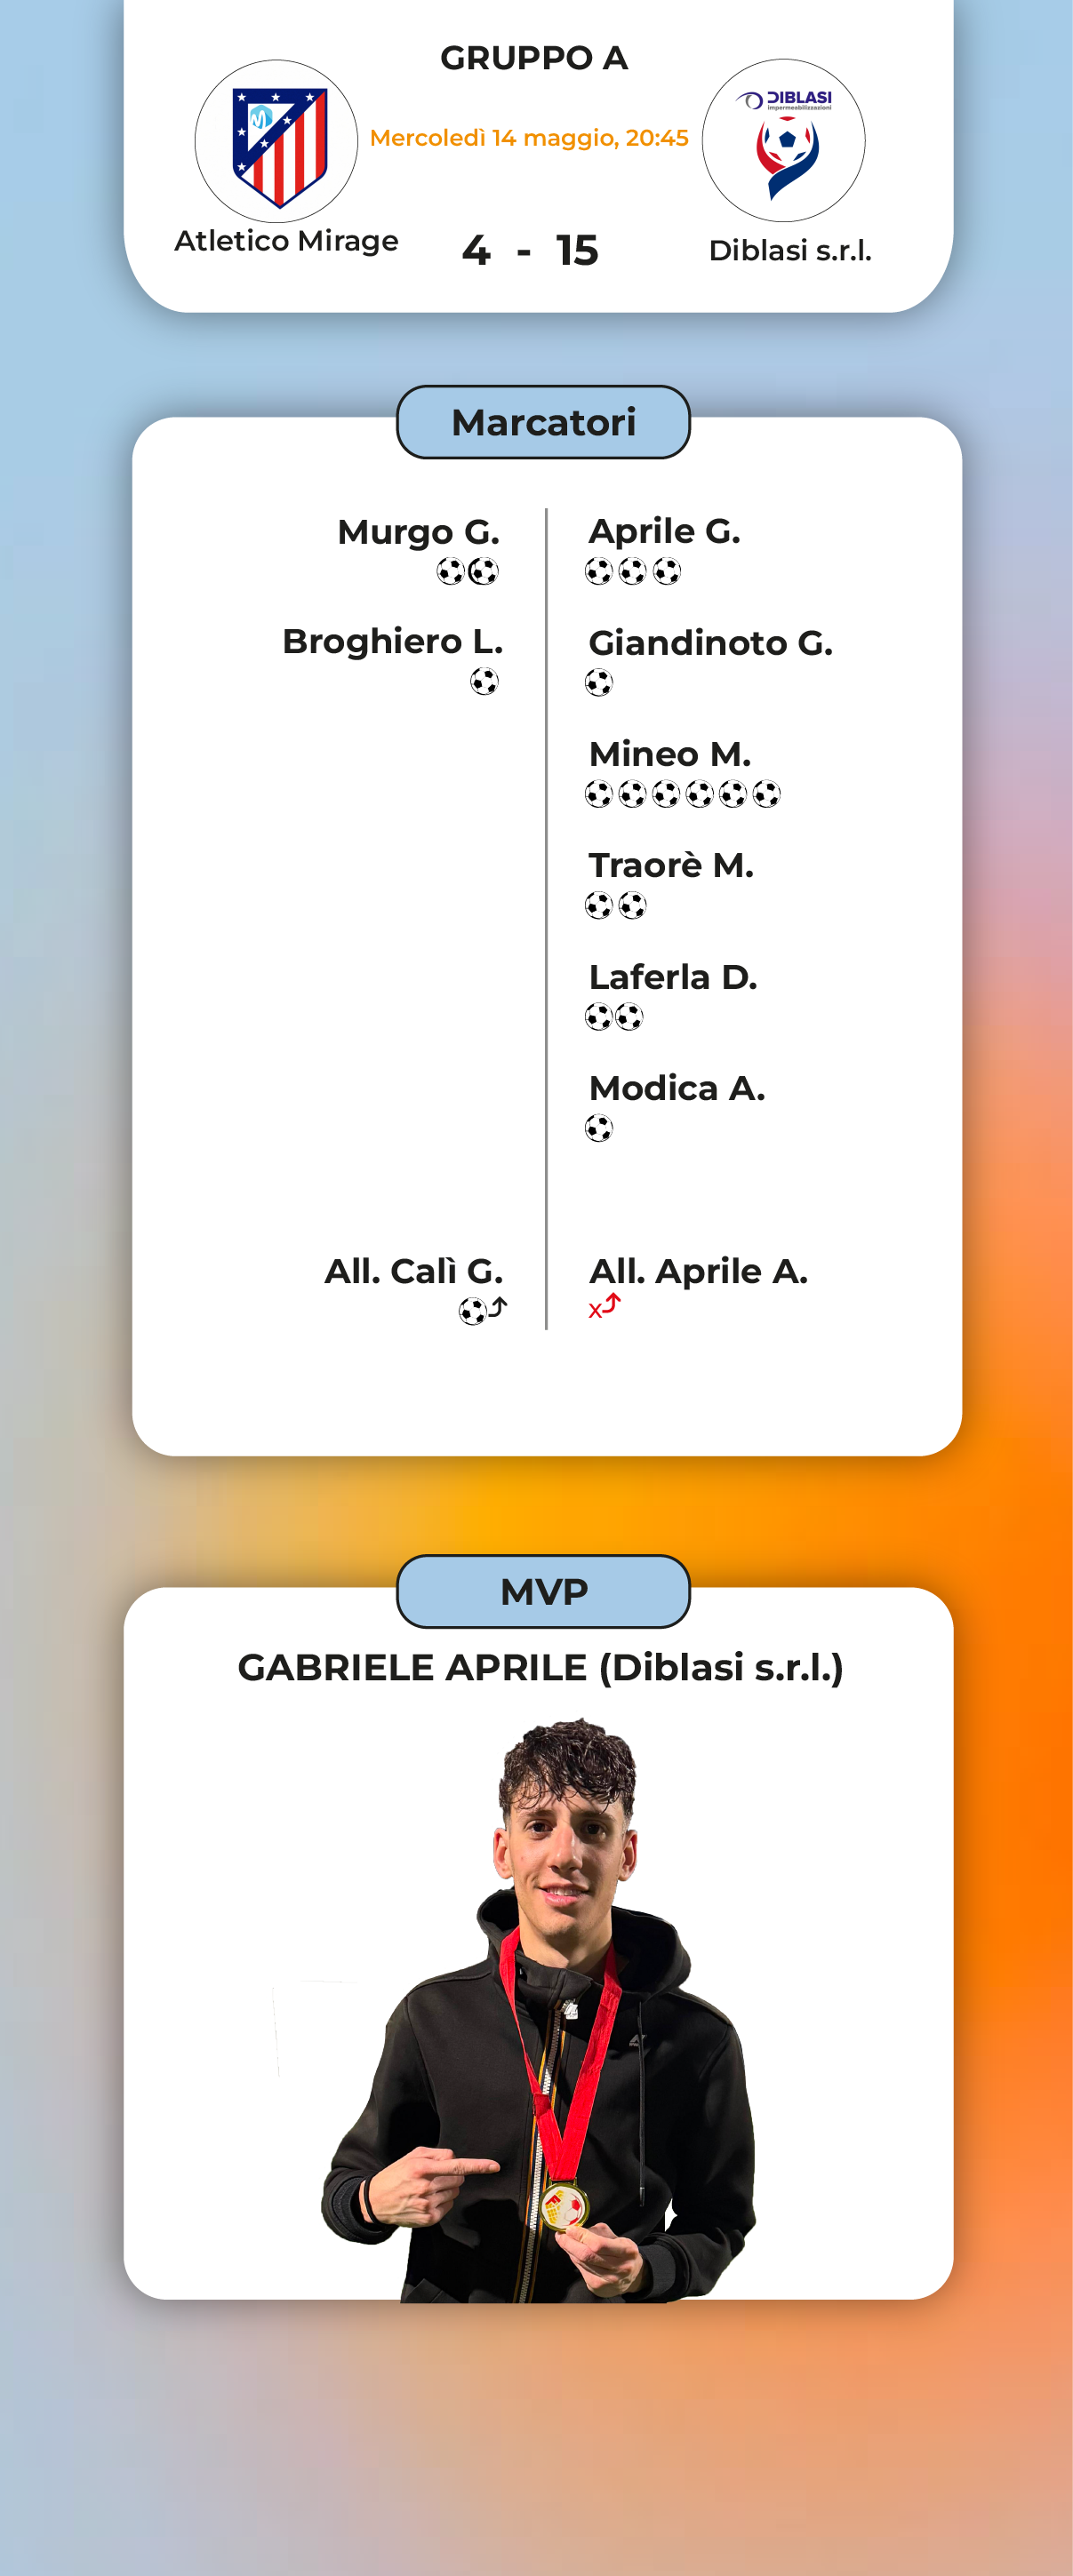 GRUPPO A
DIBLASI
impermeabilizzazioni
M
Mercoledì 14 maggio, 20:45
Atletico Mirage
4 - 15
Diblasi s.r.l.
Marcatori
Murgo G.
Aprile G.
Broghiero L.
Giandinoto G.
Mineo M.
Traorè M.
Laferla D.
Modica A.
All. Calì G.
All. Aprile A.
x
MVP
GABRIELE APRILE (Diblasi s.r.l.)